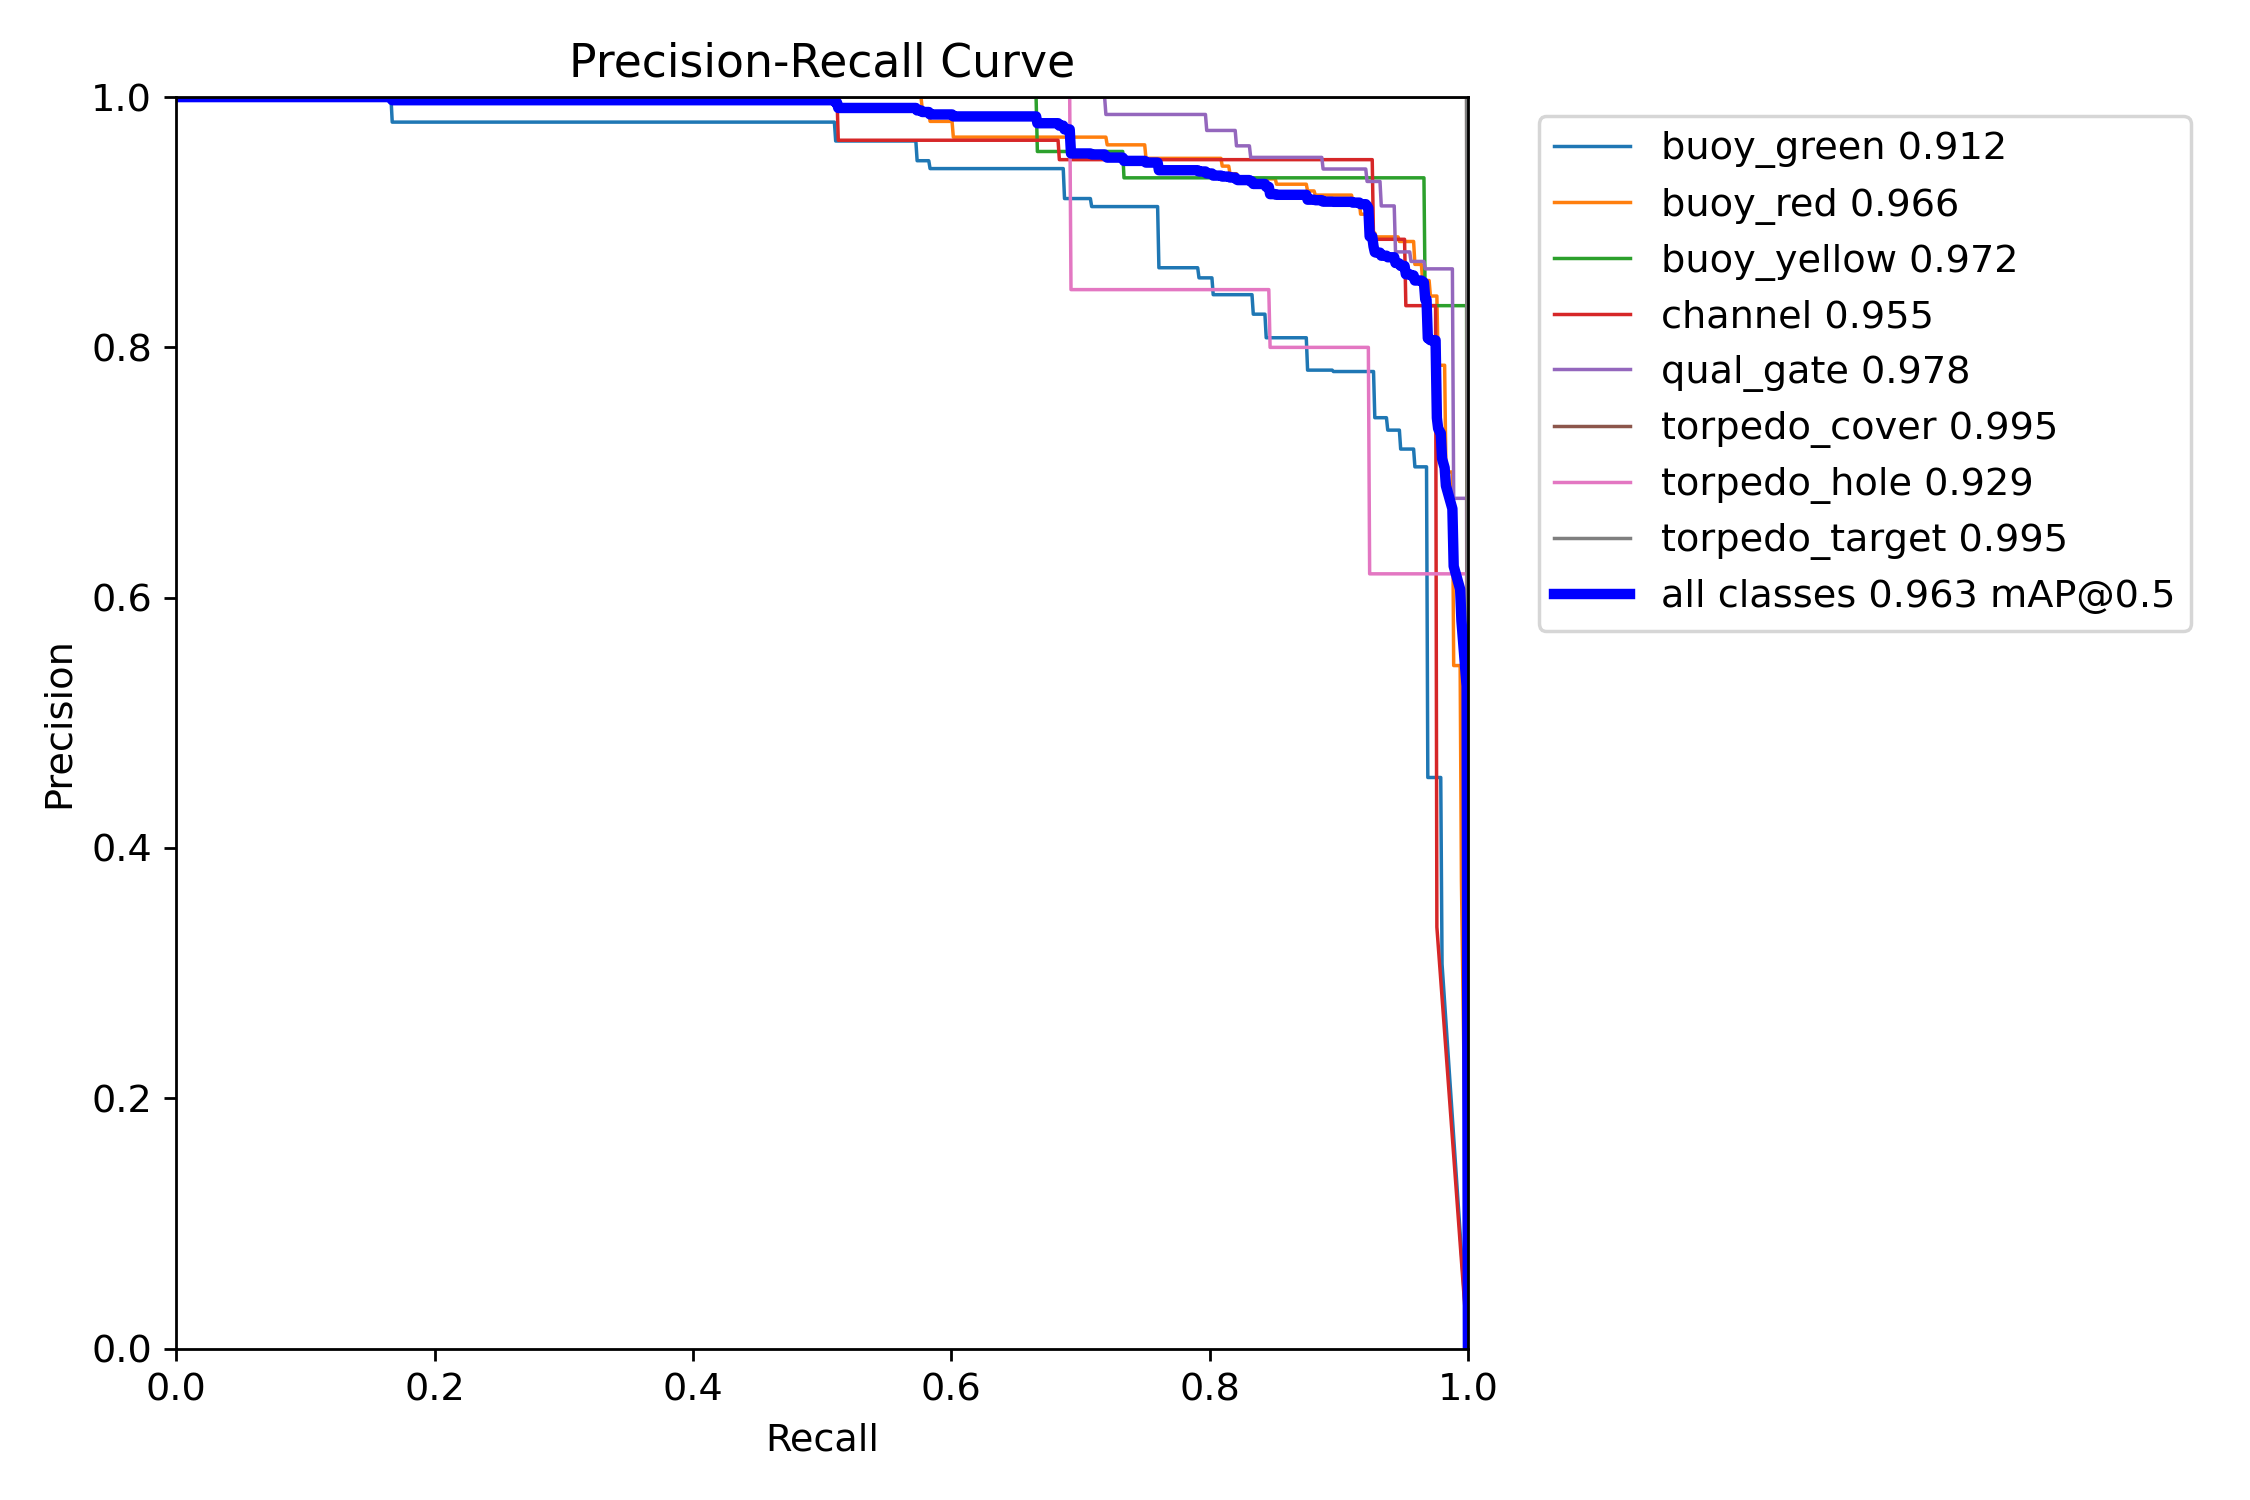 Precision-Recall Curve
1.0
0.8
0.6
0.4
0.2
0.0
Precision
0.0 0.2 0.4 0.6 0.8 1.0
Recall
buoy_green 0.912
buoy_red 0.966
buoy_yellow 0.972
channel 0.955
qual_gate 0.978
torpedo_cover 0.995
torpedo_hole 0.929
torpedo_target 0.995
all classes 0.963 mAP@0.5